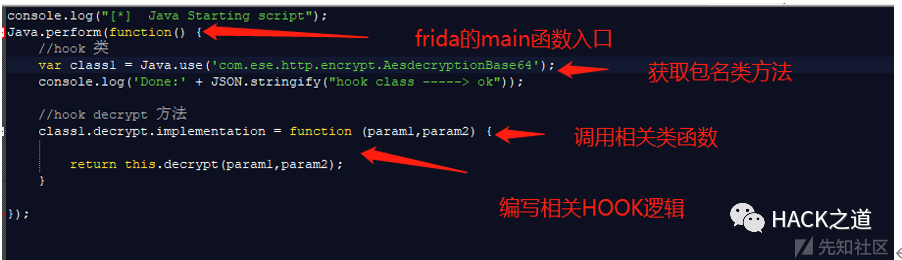 console.log("[*]  Java Starting script");
Java.perform(function() {
frida的main函数入口
//hook 类
var class1 = Java.use('com.ese.http.encrypt.AesdecryptionBase64');
获取包名类方法
console.log('Done:' + JSON.stringify("hook class -----> ok"));
//hook decrypt 方法
class1.decrypt.implementation = function (param1,param2) {
调用相关类函数
return this.decrypt(param1,param2);
}
编写相关HOOK逻辑
});
HACK之道
先知社区